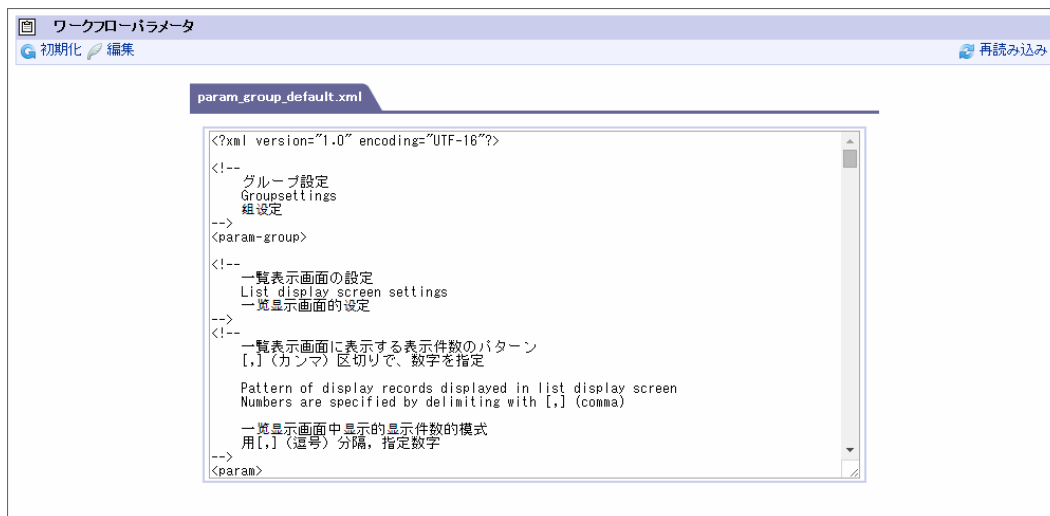 ワークフローパラメータ
初期化 編集 再読み込み
param_group_default.xml
<?xml version="1.0" encoding="UTF-16"?>
<!--
グループ設定
Groupsettings
组设定
-->
<param-group>
<!--
一覧表示画面の設定
List display screen settings
一览显示画面的设定
-->
<!--
一覧表示画面に表示する表示件数のパターン
[,](カンマ)区切りで、数字を指定
Pattern of display records displayed in list display screen
Numbers are specified by delimiting with [,] (comma)
一览显示画面中显示的显示件数的模式
用[,](逗号)分隔，指定数字
-->
<param>